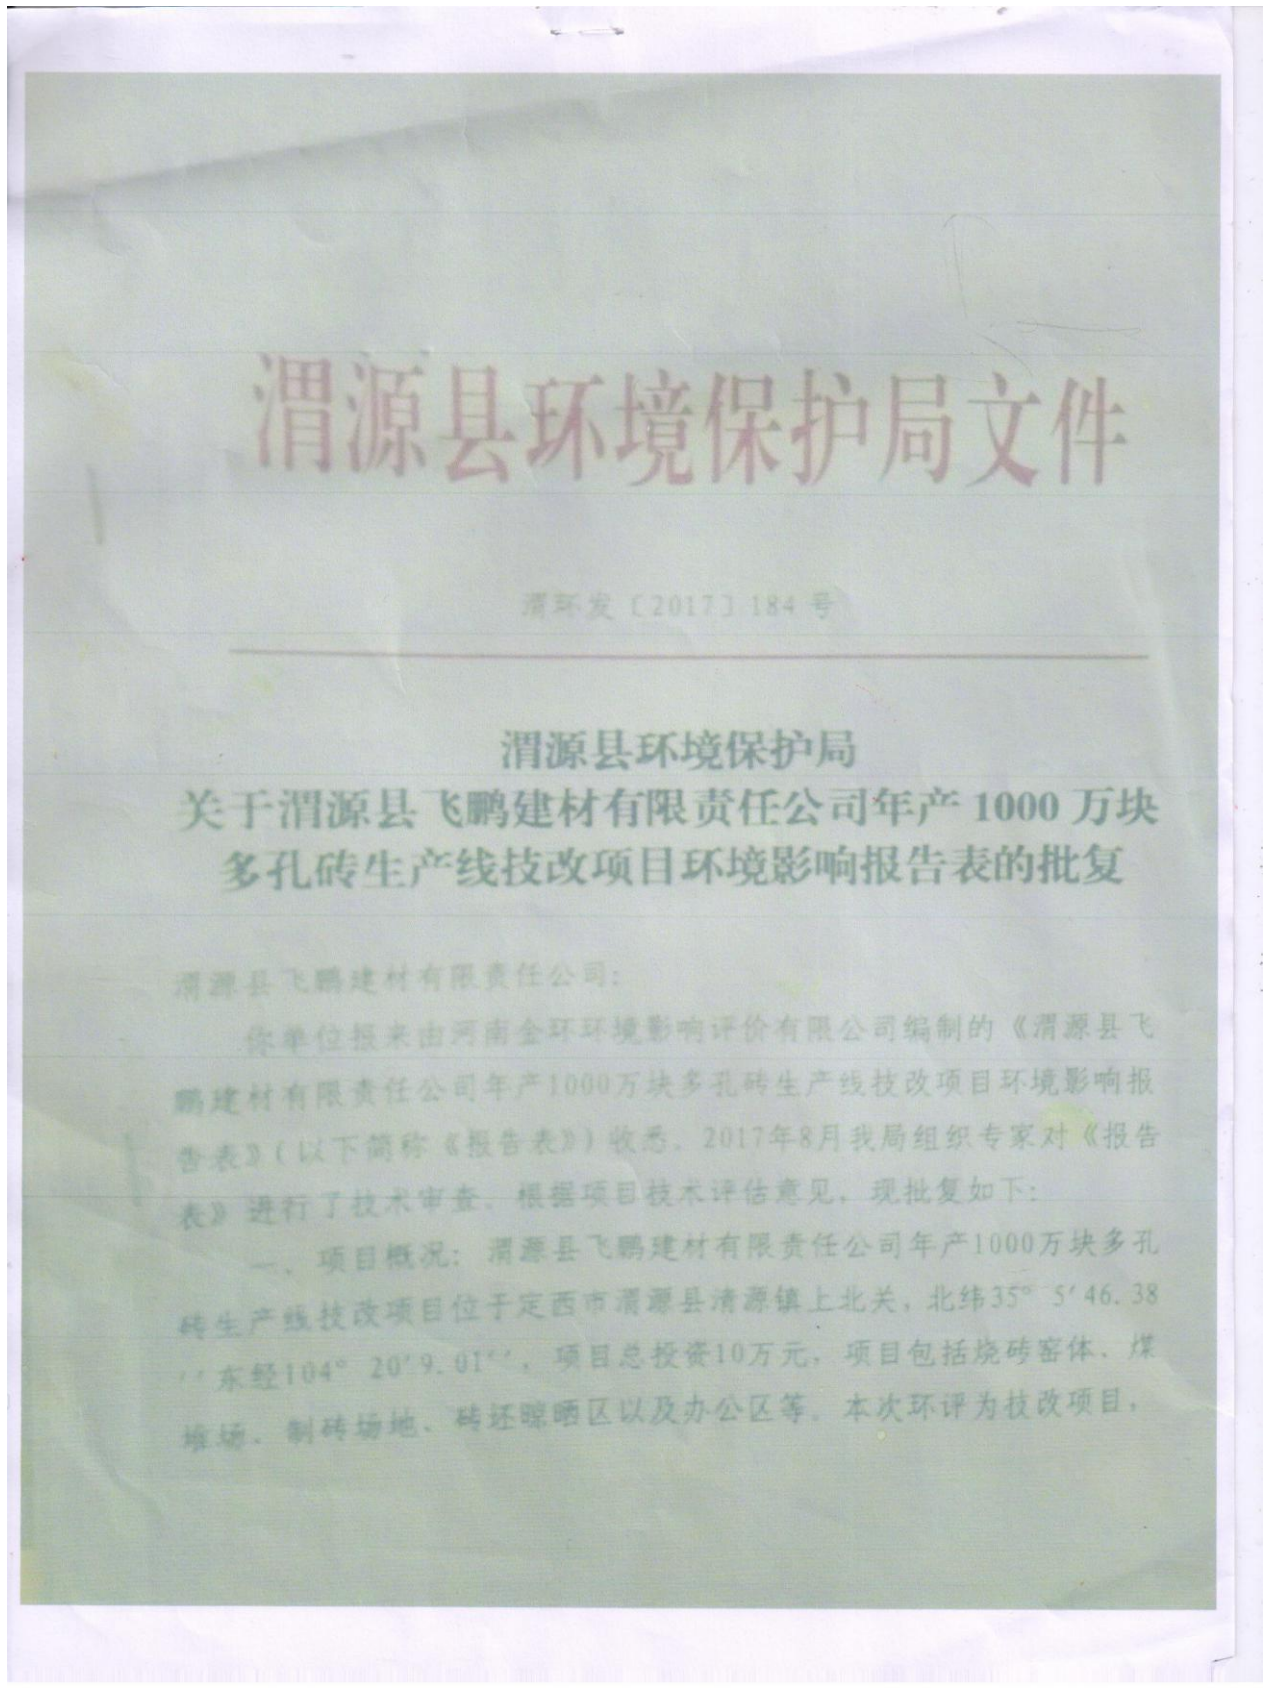 渭源县环境保护局文件
渭环发〔2017〕184号
渭源县环境保护局
关于渭源县飞鹏建材有限责任公司年产1000万块
多孔砖生产线技改项目环境影响报告表的批复
渭源县飞鹏建材有限责任公司：
你单位报来由河南金环环境影响评价有限公司编制的《渭源县飞
鹏建材有限责任公司年产1000万块多孔砖生产线技改项目环境影响报
告表》（以下简称《报告表》）收悉。2017年8月我局组织专家对《报告
表》进行了技术审查。根据项目技术评估意见，现批复如下：
一、项目概况：渭源县飞鹏建材有限责任公司年产1000万块多孔
砖生产线技改项目位于定西市渭源县清源镇上北关，北纬35° 5′46.38
′′东经104° 20′9.01′′，项目总投资10万元，项目包括烧砖窑体、煤
堆场、制砖场地、砖坯晾晒区以及办公区等。本次环评为技改项目，